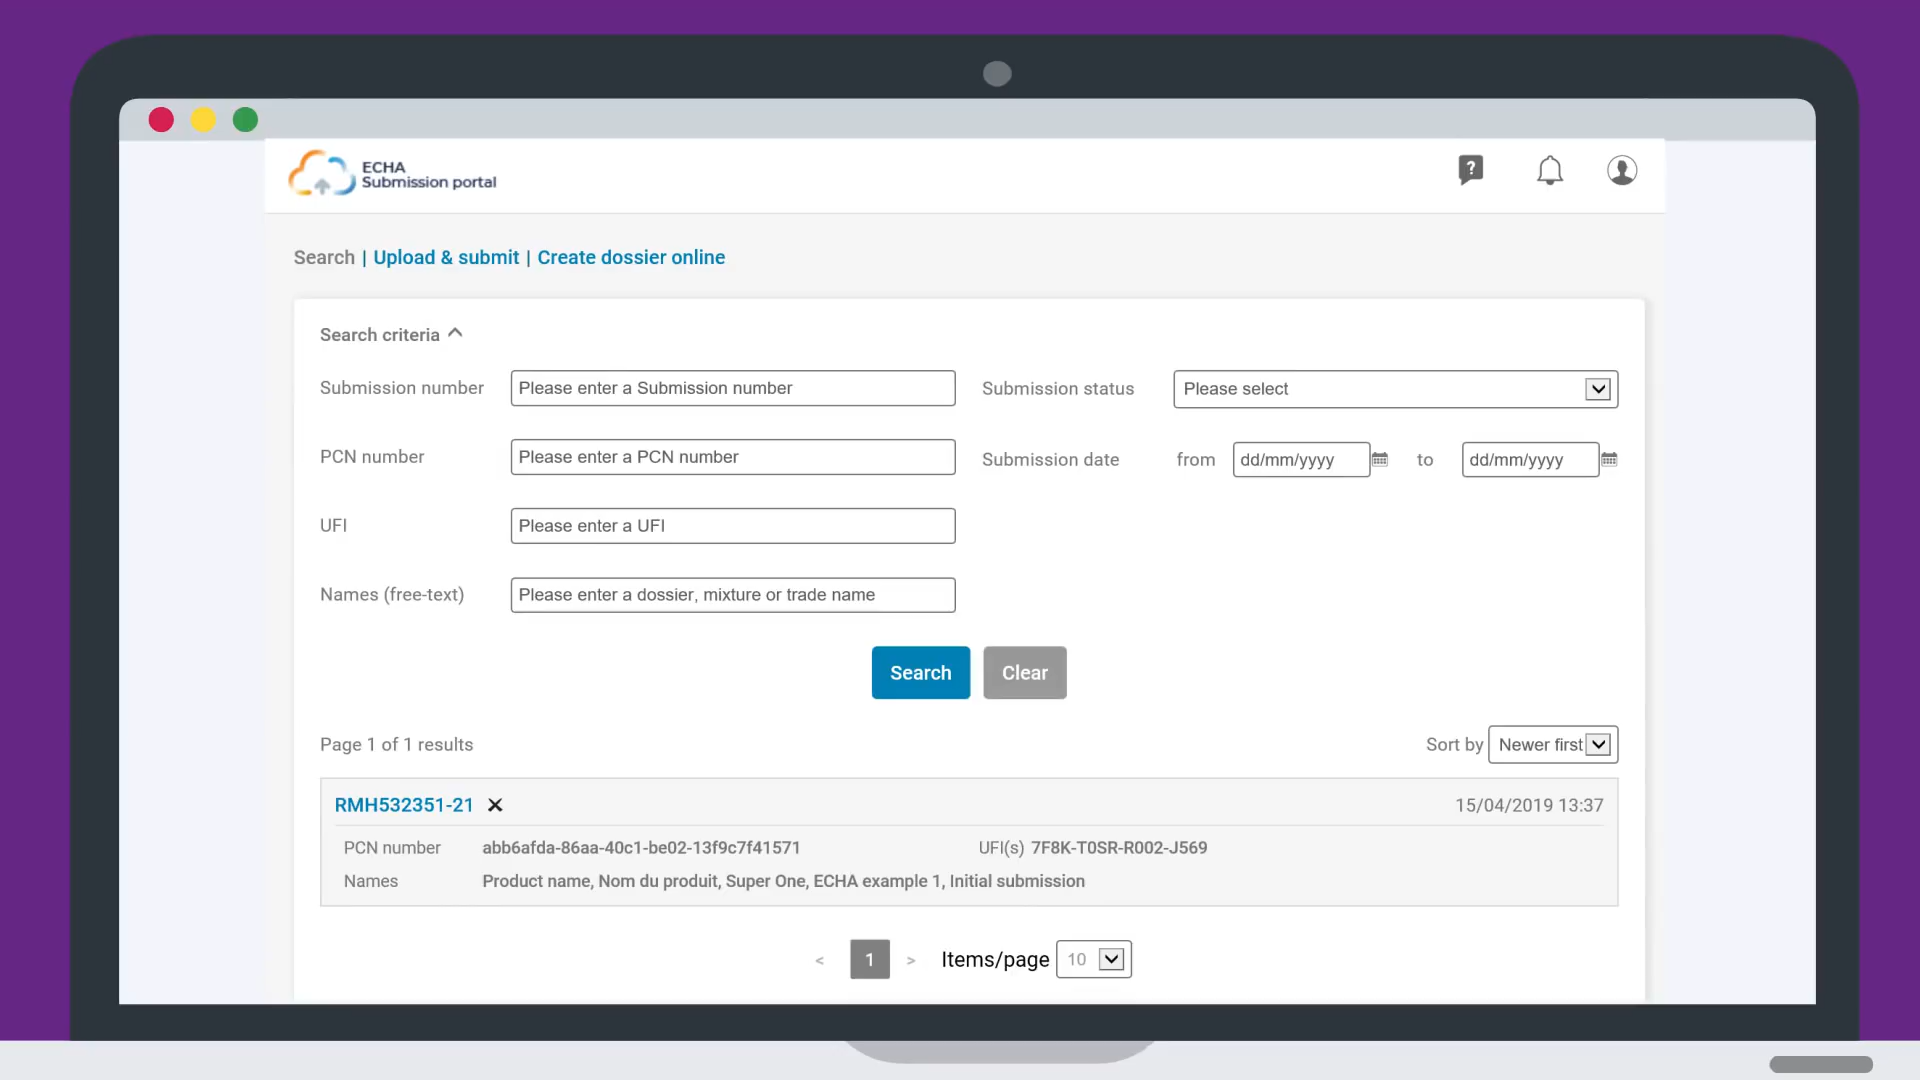 ECHA
Submission portal
?
Search | Upload & submit | Create dossier online
Search criteria
Submission number Please enter a Submission number Submission status Please select
PCN number Please enter a PCN number Submission date from dd/mm/yyyy to dd/mm/yyyy
UFI Please enter a UFI
Names (free-text) Please enter a dossier, mixture or trade name
Search Clear
Page 1 of 1 results Sort by Newer first
RMH532351-21 15/04/2019 13:37
PCN number abb6afda-86aa-40c1-be02-13f9c7f41571 UFI(s) 7F8K-T0SR-R002-J569
Names Product name, Nom du produit, Super One, ECHA example 1, Initial submission
< 1 > Items/page 10